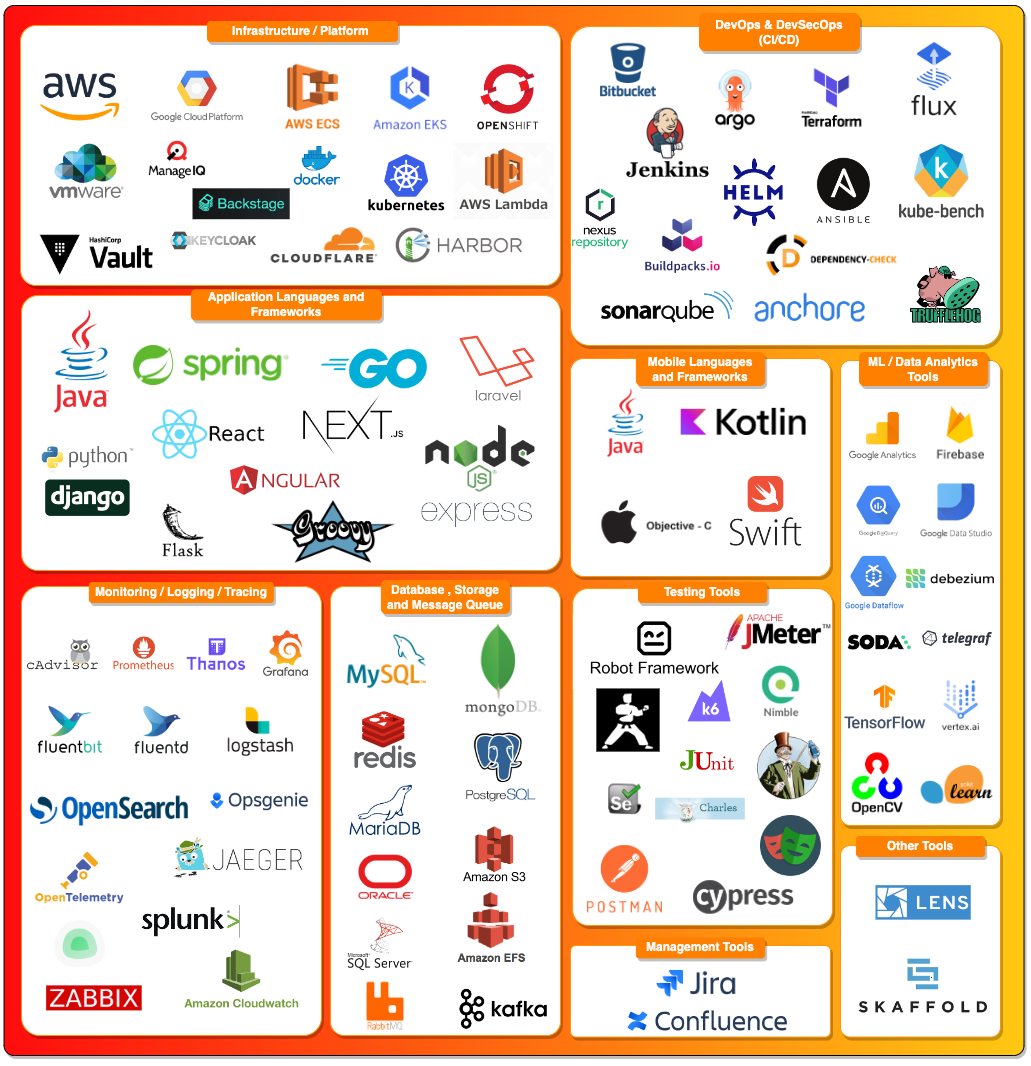 Infrastructure / Platform
aws
Google Cloud Platform
AWS ECS
Amazon EKS
OPENSHIFT
vmware
ManageIQ
docker
kubernetes
AWS Lambda
Backstage
HashiCorp
Vault
KEYCLOAK
CLOUDFLARE
HARBOR
DevOps & DevSecOps
(CI/CD)
Bitbucket
argo
HASHICORP
Terraform
flux
Jenkins
HELM
ANSIBLE
kube-bench
nexus
repository
Buildpacks.io
DEPENDENCY-CHECK
sonarqube
anchore
TRUFFLEHOG
Application Languages and
Frameworks
Java
spring
GO
laravel
React
NEXT.JS
python
node
JS
ANGULAR
django
express
Flask
Groovy
Mobile Languages
and Frameworks
Java
Kotlin
Objective - C
Swift
ML / Data Analytics
Tools
Google Analytics
Firebase
Google BigQuery
Google Data Studio
Google Dataflow
debezium
SODA
telegraf
TensorFlow
vertex.ai
OpenCV
learn
Monitoring / Logging / Tracing
cAdvisor
Prometheus
Thanos
Grafana
fluentbit
fluentd
logstash
OpenSearch
Opsgenie
OpenTelemetry
JAEGER
splunk>
ZABBIX
Amazon Cloudwatch
Database , Storage
and Message Queue
MySQL
mongoDB.
redis
PostgreSQL
MariaDB
Amazon S3
ORACLE
Microsoft
SQL Server
Amazon EFS
RabbitMQ
kafka
Testing Tools
Robot Framework
APACHE
JMeter™
k6
Nimble
JUnit
Se
Charles
POSTMAN
cypress
Management Tools
Jira
Confluence
Other Tools
LENS
SKAFFOLD